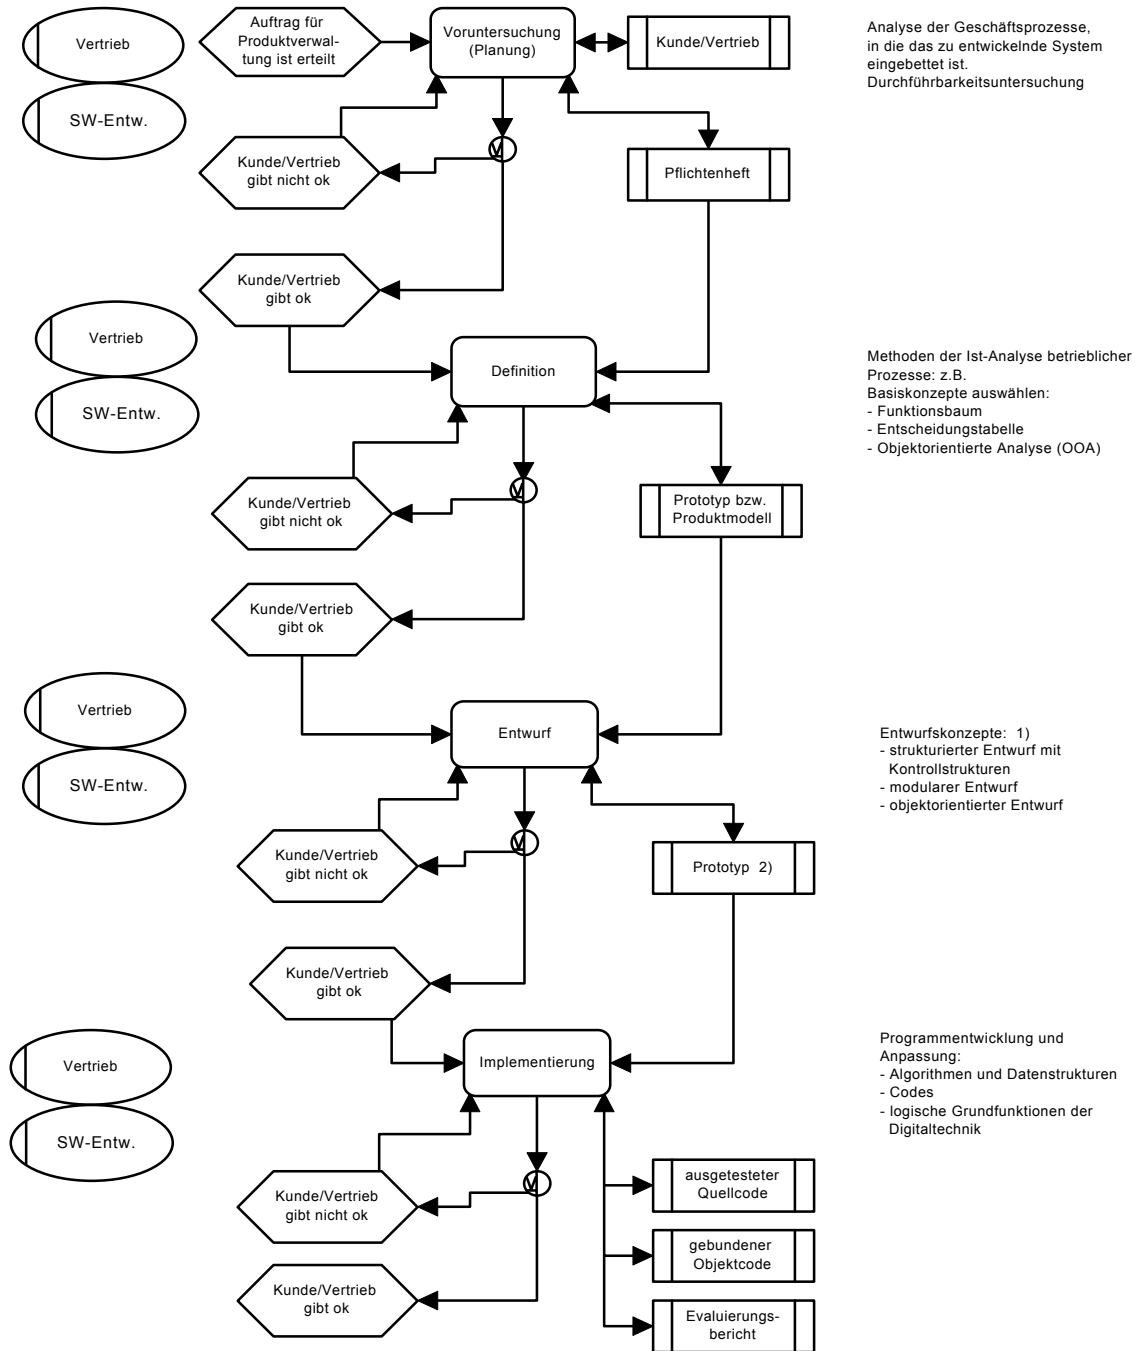 Vertrieb
SW-Entw.
Auftrag für
Produktverwal-
tung ist erteilt
Voruntersuchung
(Planung)
Kunde/Vertrieb
Analyse der Geschäftsprozesse,
in die das zu entwickelnde System
eingebettet ist.
Durchführbarkeitsuntersuchung
V
Kunde/Vertrieb
gibt nicht ok
Pflichtenheft
Kunde/Vertrieb
gibt ok
Vertrieb
SW-Entw.
Definition
Methoden der Ist-Analyse betrieblicher
Prozesse: z.B.
Basiskonzepte auswählen:
- Funktionsbaum
- Entscheidungstabelle
- Objektorientierte Analyse (OOA)
V
Kunde/Vertrieb
gibt nicht ok
Prototyp bzw.
Produktmodell
Kunde/Vertrieb
gibt ok
Vertrieb
SW-Entw.
Entwurf
Entwurfskonzepte: 1)
- strukturierter Entwurf mit
Kontrollstrukturen
- modularer Entwurf
- objektorientierter Entwurf
V
Kunde/Vertrieb
gibt nicht ok
Prototyp 2)
Kunde/Vertrieb
gibt ok
Vertrieb
SW-Entw.
Implementierung
Programmentwicklung und
Anpassung:
- Algorithmen und Datenstrukturen
- Codes
- logische Grundfunktionen der
Digitaltechnik
V
Kunde/Vertrieb
gibt nicht ok
ausgetesteter
Quellcode
gebundener
Objektcode
Kunde/Vertrieb
gibt ok
Evaluierungs-
bericht